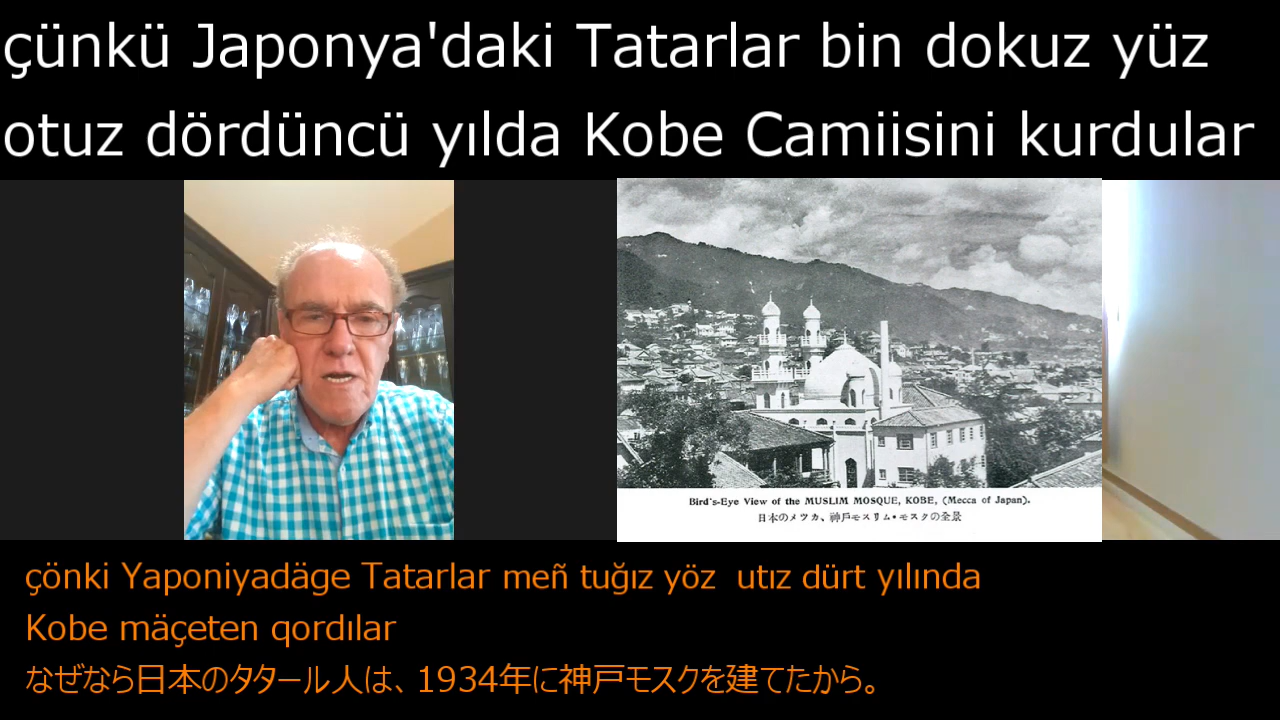 çünkü Japonya'daki Tatarlar bin dokuz yüz
otuz dördüncü yılda Kobe Camiisini kurdular
Bird's-Eye View of the MUSLIM MOSQUE, KOBE, (Mecca of Japan).
日本のメツカ、神戸モスリム・モスクの全景
çönki Yaponiyadäge Tatarlar meñ tuğız yöz utız dürt yılında
Kobe mäçeten qordılar
なぜなら日本のタタール人は、1934年に神戸モスクを建てたから。